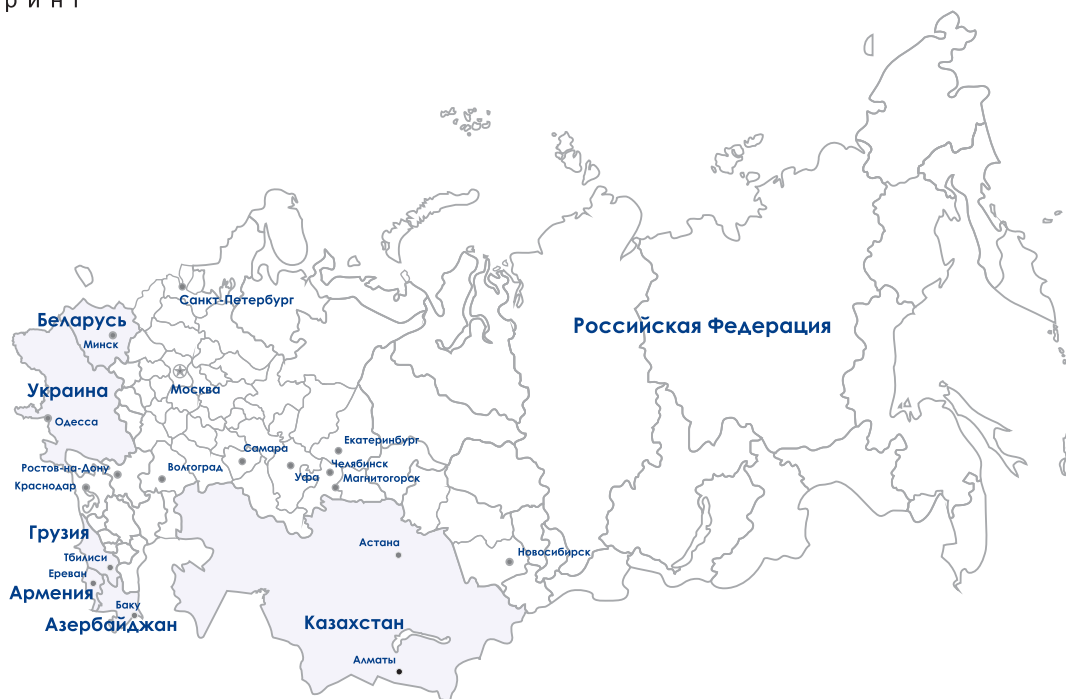 ринг
Санкт-Петербург
Беларусь
Российская Федерация
Минск
Украина
Москва
Одесса
Екатеринбург
Самара
Челябинск
Ростов-на-Дону
Волгоград
Уфа
Магнитогорск
Краснодар
Грузия
Астана
Новосибирск
Тбилиси
Ереван
Армения
Баку
Азербайджан
Казахстан
Алматы